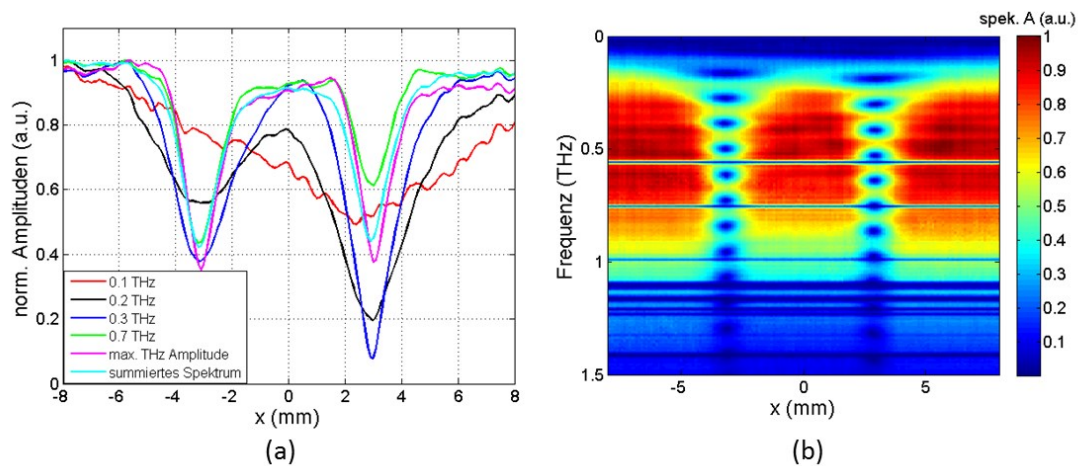 norm. Amplituden (a.u.)
1
0.8
0.6
0.4
0.2
0
0.1 THz
0.2 THz
0.3 THz
0.7 THz
max. THz Amplitude
summiertes Spektrum
-8 -6 -4 -2 0 2 4 6 8
x (mm)
(a)
spek. A (a.u.)
Frequenz (THz)
0
0.5
1
1.5
-5 0 5
x (mm)
1
0.9
0.8
0.7
0.6
0.5
0.4
0.3
0.2
0.1
(b)